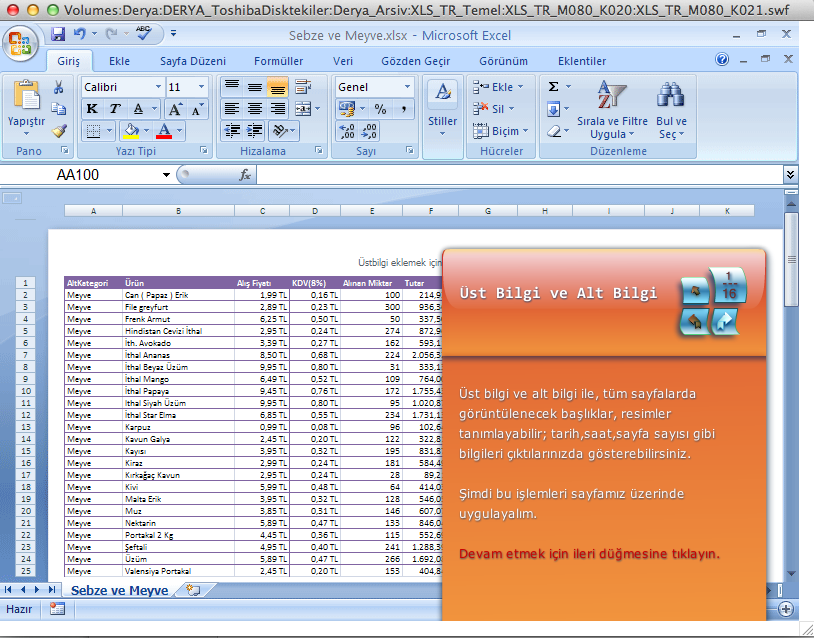 Volumes:Derya:DERYA_ToshibaDisktekiler:Derya_Arsiv:XLS_TR_Temel:XLS_TR_M080_K020:XLS_TR_M080_K021.swf
Sebze ve Meyve.xlsx - Microsoft Excel
Giriş Ekle Sayfa Düzeni Formüller Veri Gözden Geçir Görünüm Eklentiler
Calibri 11 Genel Ekle Σ
K T A A A % , Sil
Yapıştır Stiller Biçim Sırala ve Filtre Uygula Bul ve Seç
Pano Yazı Tipi Hizalama Sayı Hücreler Düzenleme
AA100 fx
A B C D E F G H I J K
Üstbilgi eklemek için
1 AltKategori Ürün Alış Fiyatı KDV(8%) Alınan Miktar Tutar
2 Meyve Can ( Papaz ) Erik 1,99 TL 0,16 TL 100 214,9
3 Meyve File greyfurt 2,89 TL 0,23 TL 300 936,3
4 Meyve Frenk Armut 6,25 TL 0,50 TL 50 337,5
5 Meyve Hindistan Cevizi İthal 2,95 TL 0,24 TL 274 872,9
6 Meyve İth. Avokado 3,39 TL 0,27 TL 162 593,1
7 Meyve İthal Ananas 8,50 TL 0,68 TL 224 2.056,3
8 Meyve İthal Beyaz Üzüm 9,95 TL 0,80 TL 31 333,1
9 Meyve İthal Mango 6,49 TL 0,52 TL 109 764,0
10 Meyve İthal Papaya 9,45 TL 0,76 TL 172 1.755,4
11 Meyve İthal Siyah Üzüm 9,95 TL 0,80 TL 95 1.020,8
12 Meyve İthal Star Elma 6,85 TL 0,55 TL 234 1.731,1
13 Meyve Karpuz 0,99 TL 0,08 TL 96 102,6
14 Meyve Kavun Galya 2,45 TL 0,20 TL 122 322,8
15 Meyve Kayısı 3,95 TL 0,32 TL 195 831,8
16 Meyve Kiraz 2,99 TL 0,24 TL 181 584,4
17 Meyve Kırkağaç Kavun 2,95 TL 0,24 TL 28 89,2
18 Meyve Kivi 5,99 TL 0,48 TL 64 414,0
19 Meyve Malta Erik 3,95 TL 0,32 TL 128 546,0
20 Meyve Muz 3,85 TL 0,31 TL 146 607,0
21 Meyve Nektarin 5,89 TL 0,47 TL 133 846,0
22 Meyve Portakal 2 Kg 4,45 TL 0,36 TL 115 552,6
23 Meyve Şeftali 4,95 TL 0,40 TL 241 1.288,3
24 Meyve Üzüm 5,89 TL 0,47 TL 266 1.692,0
25 Meyve Valensiya Portakal 2,45 TL 0,20 TL 153 404,8
Üst Bilgi ve Alt Bilgi
1
16
Üst bilgi ve alt bilgi ile, tüm sayfalarda
görüntülenecek başlıklar, resimler
tanımlayabilir; tarih,saat,sayfa sayısı gibi
bilgileri çıktılarınızda gösterebilirsiniz.
Şimdi bu işlemleri sayfamız üzerinde
uygulayalım.
Devam etmek için ileri düğmesine tıklayın.
Sebze ve Meyve
Hazır